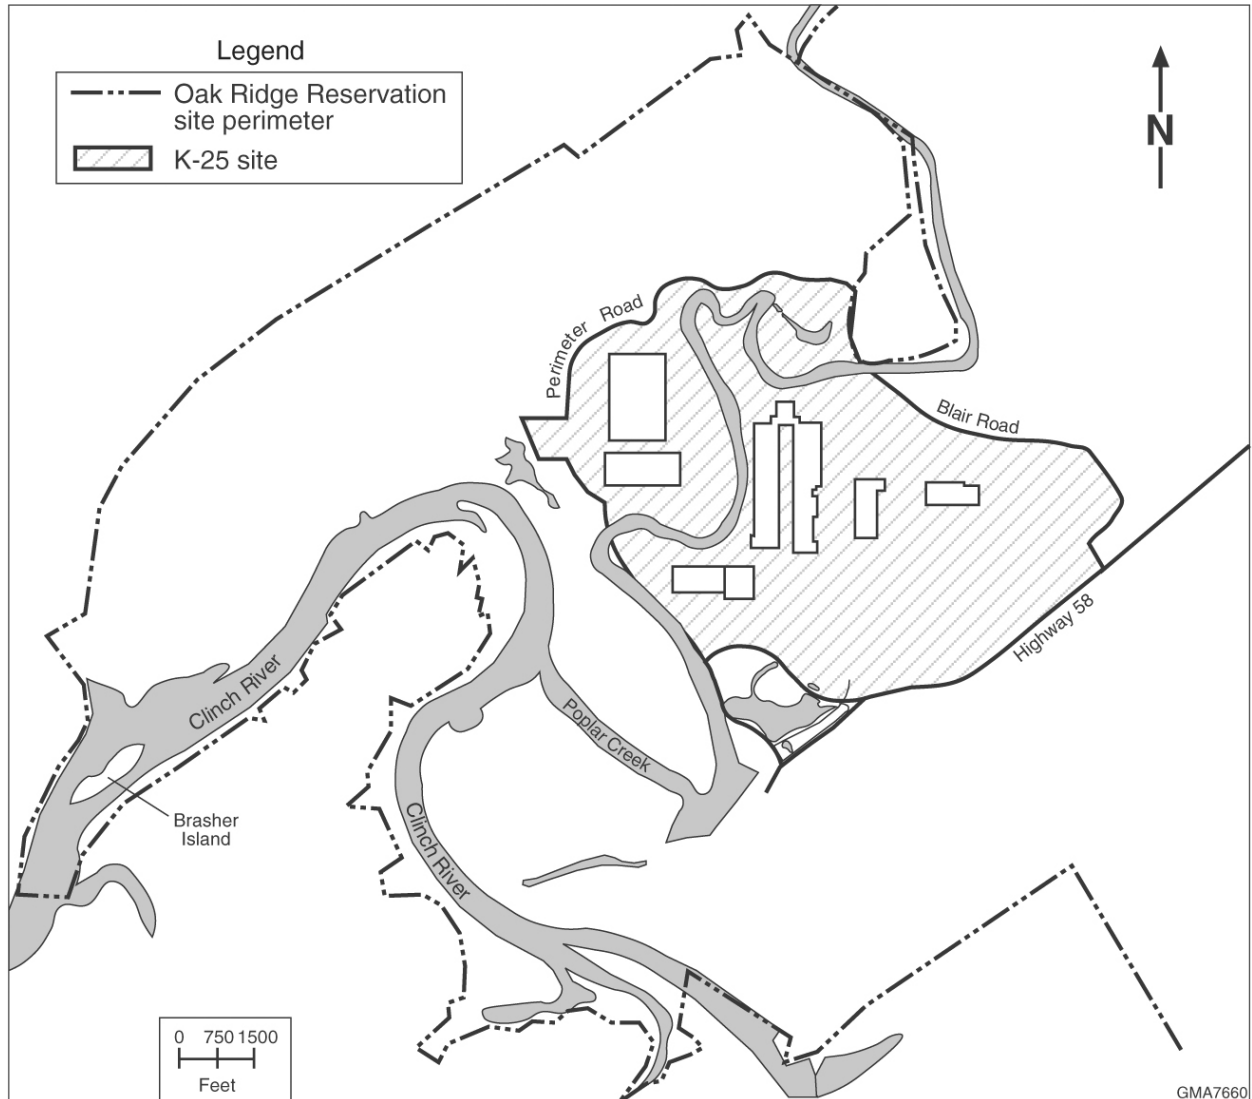 Legend
Oak Ridge Reservation
site perimeter
K-25 site
N
Perimeter Road
Blair Road
Highway 58
Clinch River
Poplar Creek
Brasher
Island
Clinch River
0 750 1500
Feet
GMA7660